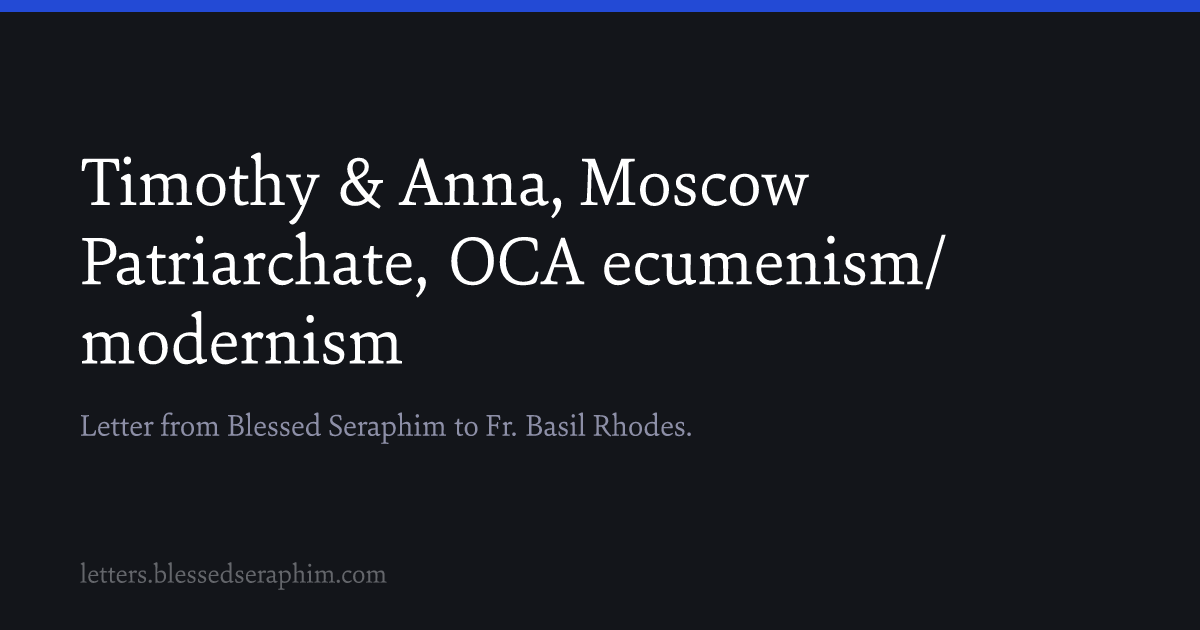 Timothy & Anna, Moscow
Patriarchate, OCA ecumenism/
modernism
Letter from Blessed Seraphim to Fr. Basil Rhodes.
letters.blessedseraphim.com